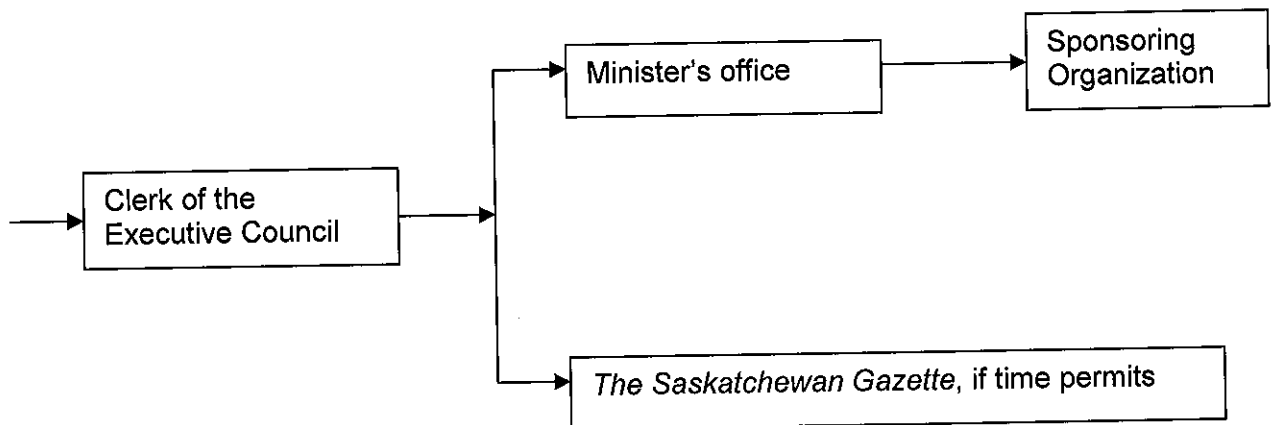 Clerk of the
Executive Council
Minister's office
Sponsoring
Organization
The Saskatchewan Gazette, if time permits